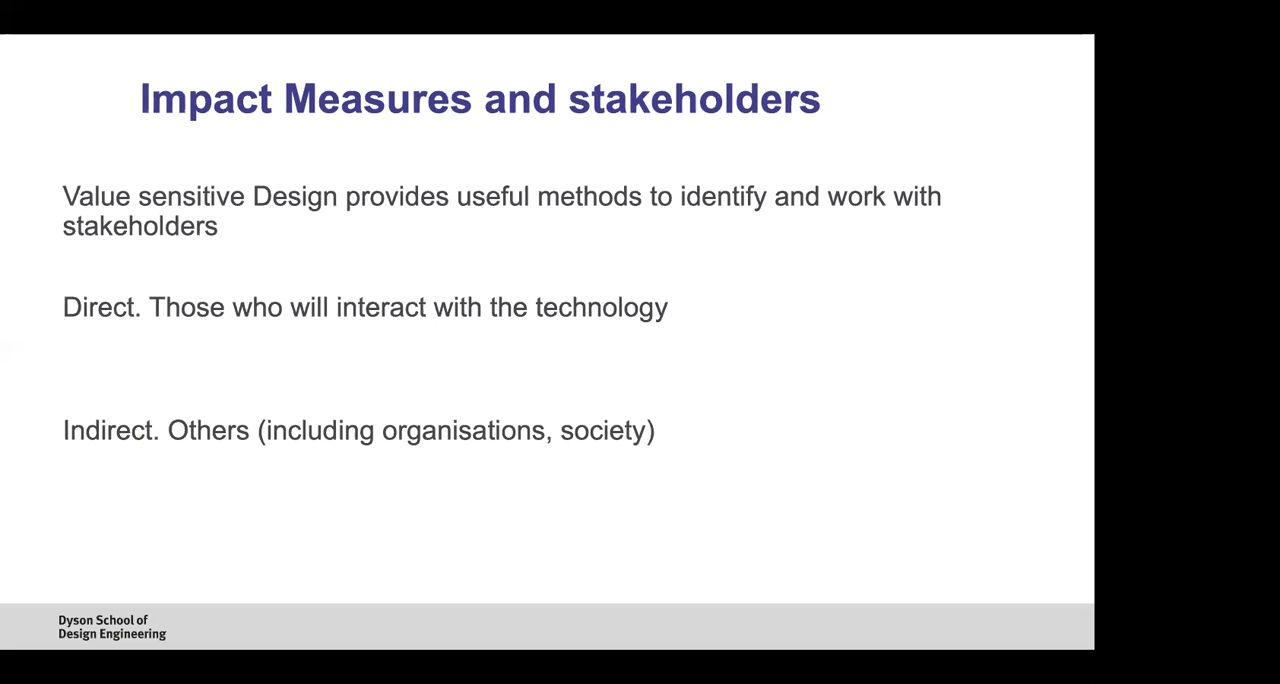 Impact Measures and stakeholders
Value sensitive Design provides useful methods to identify and work with
stakeholders
Direct. Those who will interact with the technology
Indirect. Others (including organisations, society)
Dyson School of
Design Engineering